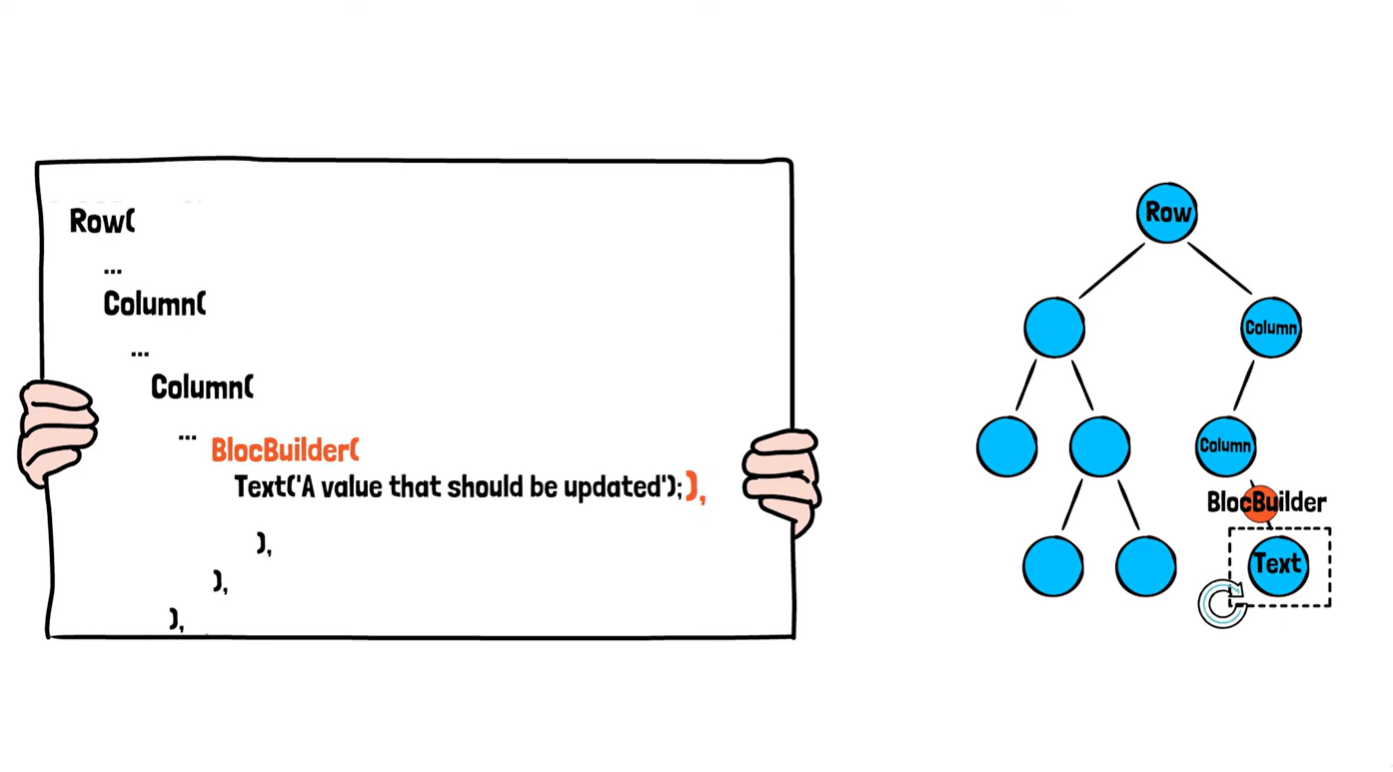 Row(
...
Column(
...
Column(
... BlocBuilder(
Text('A value that should be updated');),
),
),
),
Row
Column
Column
BlocBuilder
Text